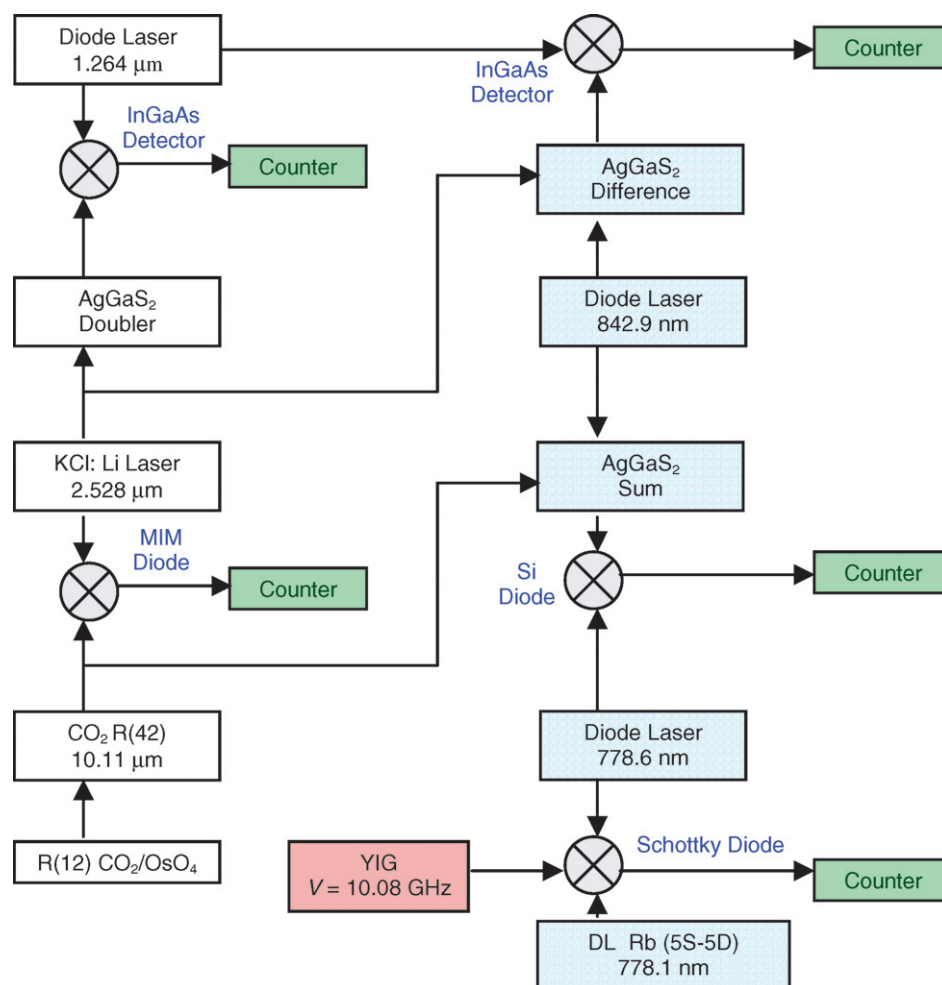 Diode Laser
1.264 μm
InGaAs
Detector
Counter
InGaAs
Detector
Counter
AgGaS₂
Difference
AgGaS₂
Doubler
Diode Laser
842.9 nm
KCl: Li Laser
2.528 μm
AgGaS₂
Sum
MIM
Diode
Counter
Si
Diode
Counter
CO₂ R(42)
10.11 μm
Diode Laser
778.6 nm
R(12) CO₂/OsO₄
YIG
V = 10.08 GHz
Schottky Diode
Counter
DL Rb (5S-5D)
778.1 nm